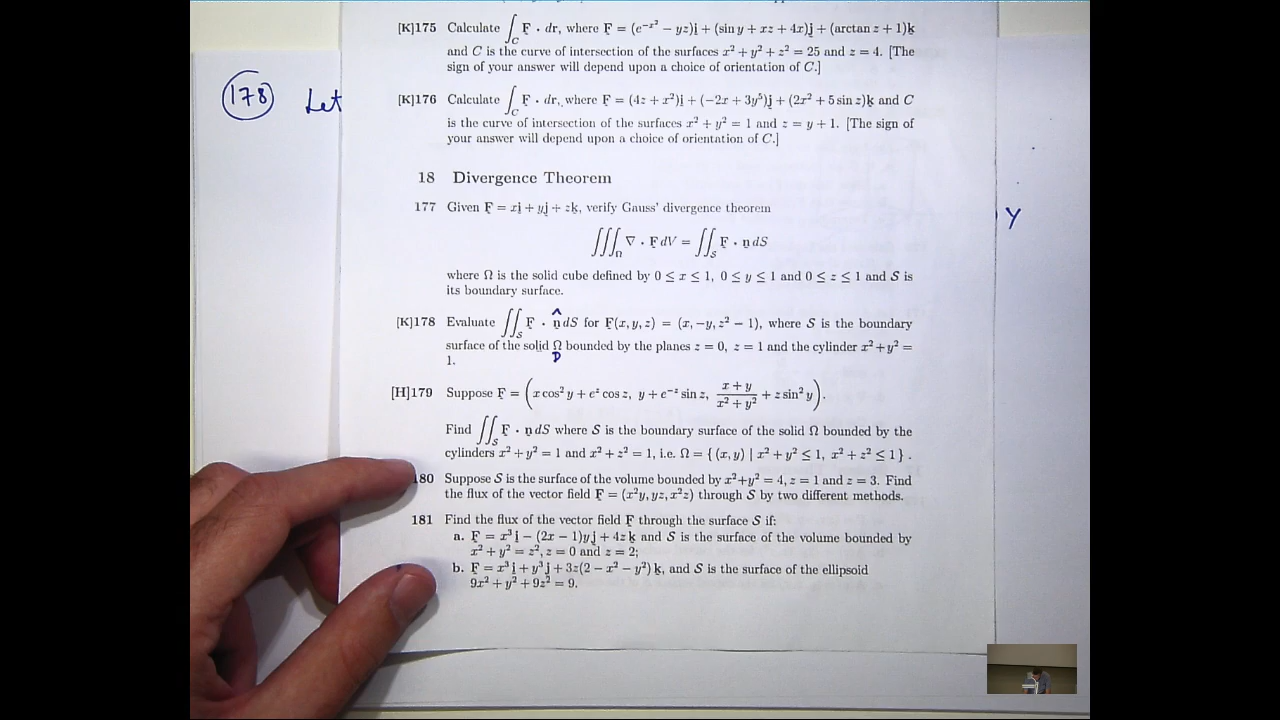 [K]175 Calculate ∫_C F · dr, where F = (e^{-x²} − yz)i + (sin y + xz + 4x)j + (arctan z + 1)k
and C is the curve of intersection of the surfaces x² + y² + z² = 25 and z = 4. [The
sign of your answer will depend upon a choice of orientation of C.]
178 Let
[K]176 Calculate ∫_C F · dr, where F = (4z + x²)i + (−2x + 3y⁵)j + (2x² + 5 sin z)k and C
is the curve of intersection of the surfaces x² + y² = 1 and z = y + 1. [The sign of
your answer will depend upon a choice of orientation of C.]
18 Divergence Theorem
177 Given F = xi + yj + zk, verify Gauss' divergence theorem
y
∭_Ω ∇ · F dV = ∬_S F · n dS
where Ω is the solid cube defined by 0 ≤ x ≤ 1, 0 ≤ y ≤ 1 and 0 ≤ z ≤ 1 and S is
its boundary surface.
[K]178 Evaluate ∬_S F · n̂ dS for F(x, y, z) = (x, −y, z² − 1), where S is the boundary
surface of the solid Ω bounded by the planes z = 0, z = 1 and the cylinder x² + y² =
D
1.
[H]179 Suppose F = (x cos² y + e^z cos z, y + e^{−z} sin z, (x + y)/(x² + y²) + z sin² y).
Find ∬_S F · n dS where S is the boundary surface of the solid Ω bounded by the
cylinders x² + y² = 1 and x² + z² = 1, i.e. Ω = { (x, y) | x² + y² ≤ 1, x² + z² ≤ 1 } .
180 Suppose S is the surface of the volume bounded by x² + y² = 4, z = 1 and z = 3. Find
the flux of the vector field F = (x²y, yz, x²z) through S by two different methods.
181 Find the flux of the vector field F through the surface S if:
a. F = x³i − (2x − 1)yj + 4zk and S is the surface of the volume bounded by
x² + y² = z², z = 0 and z = 2;
b. F = x³i + y³j + 3z(2 − x² − y²)k, and S is the surface of the ellipsoid
9x² + y² + 9z² = 9.